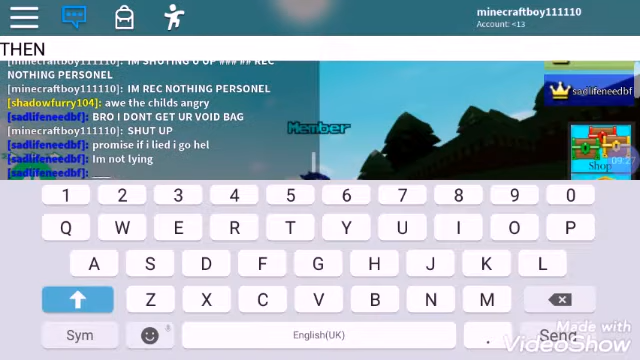 minecraftboy111110
Account: <13
THEN
[minecraftboy111110]: IM SHOTING U UP ### ## REC
NOTHING PERSONEL
[minecraftboy111110]: IM REC NOTHING PERSONEL
[shadowfurry104]: awe the childs angry
[sadlifeneedbf]: BRO I DONT GET UR VOID BAG
[minecraftboy111110]: SHUT UP
[sadlifeneedbf]: promise if i lied i go hel
[sadlifeneedbf]: Im not lying
[sadlifeneedbf]: ___
Member
sadlifeneedbf
Shop
09:27
1 2 3 4 5 6 7 8 9 0
Q W E R T Y U I O P
A S D F G H J K L
Z X C V B N M
Sym English(UK) . Send
Made with
VideoShow